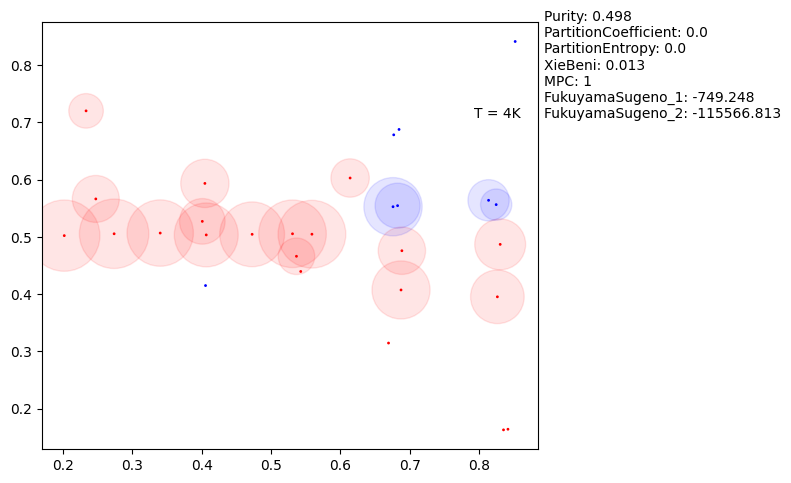 Purity: 0.498
PartitionCoefficient: 0.0
PartitionEntropy: 0.0
XieBeni: 0.013
MPC: 1
FukuyamaSugeno_1: -749.248
FukuyamaSugeno_2: -115566.813
T = 4K
0.8
0.7
0.6
0.5
0.4
0.3
0.2
0.2 0.3 0.4 0.5 0.6 0.7 0.8